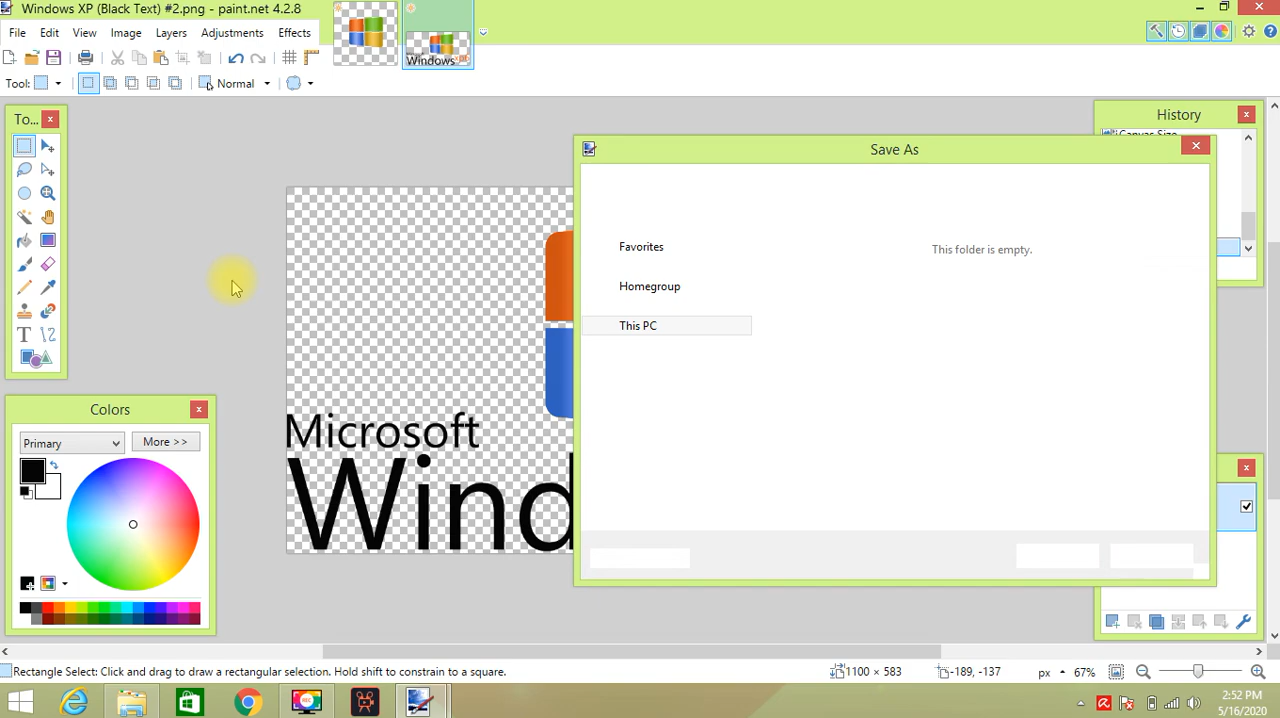 Windows XP (Black Text) #2.png - paint.net 4.2.8
File Edit View Image Layers Adjustments Effects
Windows
Tool: Normal
To...
History
Canvas Size
Save As
Favorites
This folder is empty.
Homegroup
This PC
Microsoft
Wind
Colors
Primary
More >>
Rectangle Select: Click and drag to draw a rectangular selection. Hold shift to constrain to a square.
1100 × 583
-189, -137
px
67%
REC
2:52 PM
5/16/2020